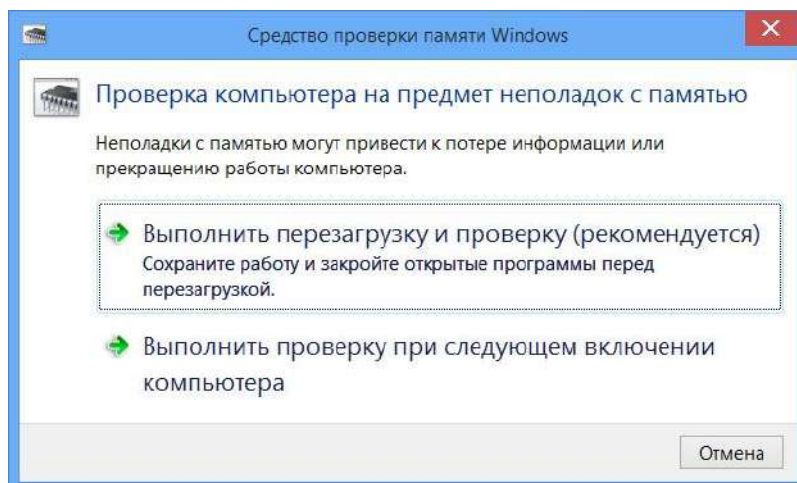 Средство проверки памяти Windows
Проверка компьютера на предмет неполадок с памятью
Неполадки с памятью могут привести к потере информации или
прекращению работы компьютера.
Выполнить перезагрузку и проверку (рекомендуется)
Сохраните работу и закройте открытые программы перед
перезагрузкой.
Выполнить проверку при следующем включении
компьютера
Отмена